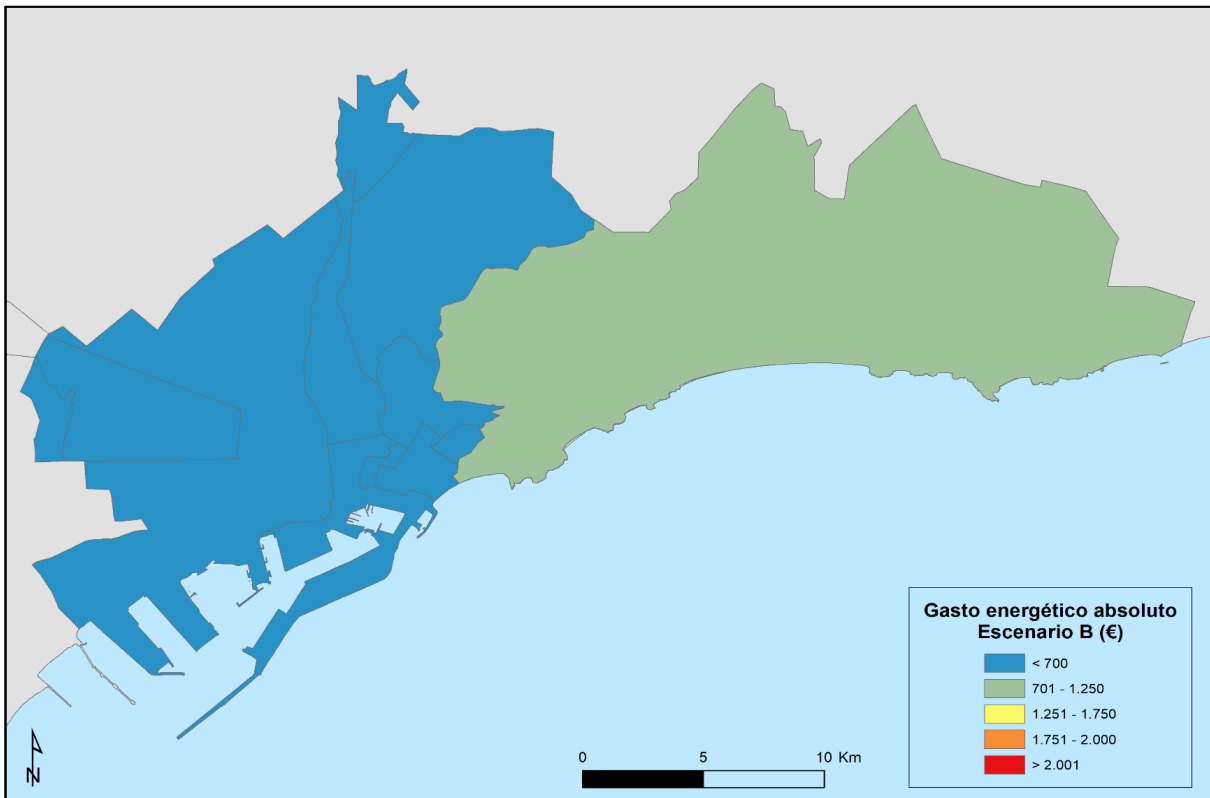 Gasto energético absoluto
Escenario B (€)
< 700
701 - 1.250
1.251 - 1.750
1.751 - 2.000
> 2.001
0 5 10 Km
N